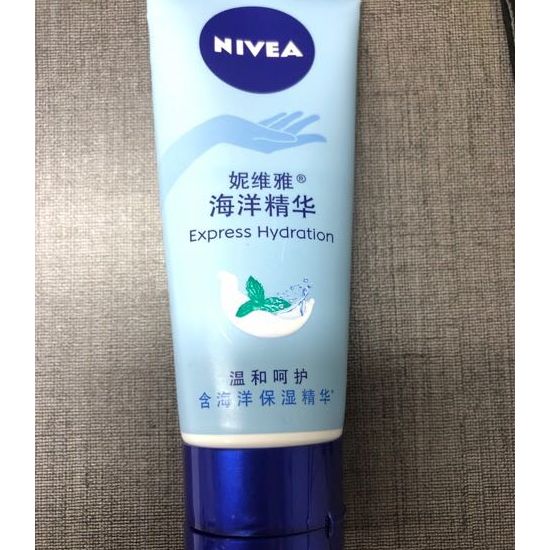 NIVEA
妮维雅®
海洋精华
Express Hydration
温和呵护
含海洋保湿精华*